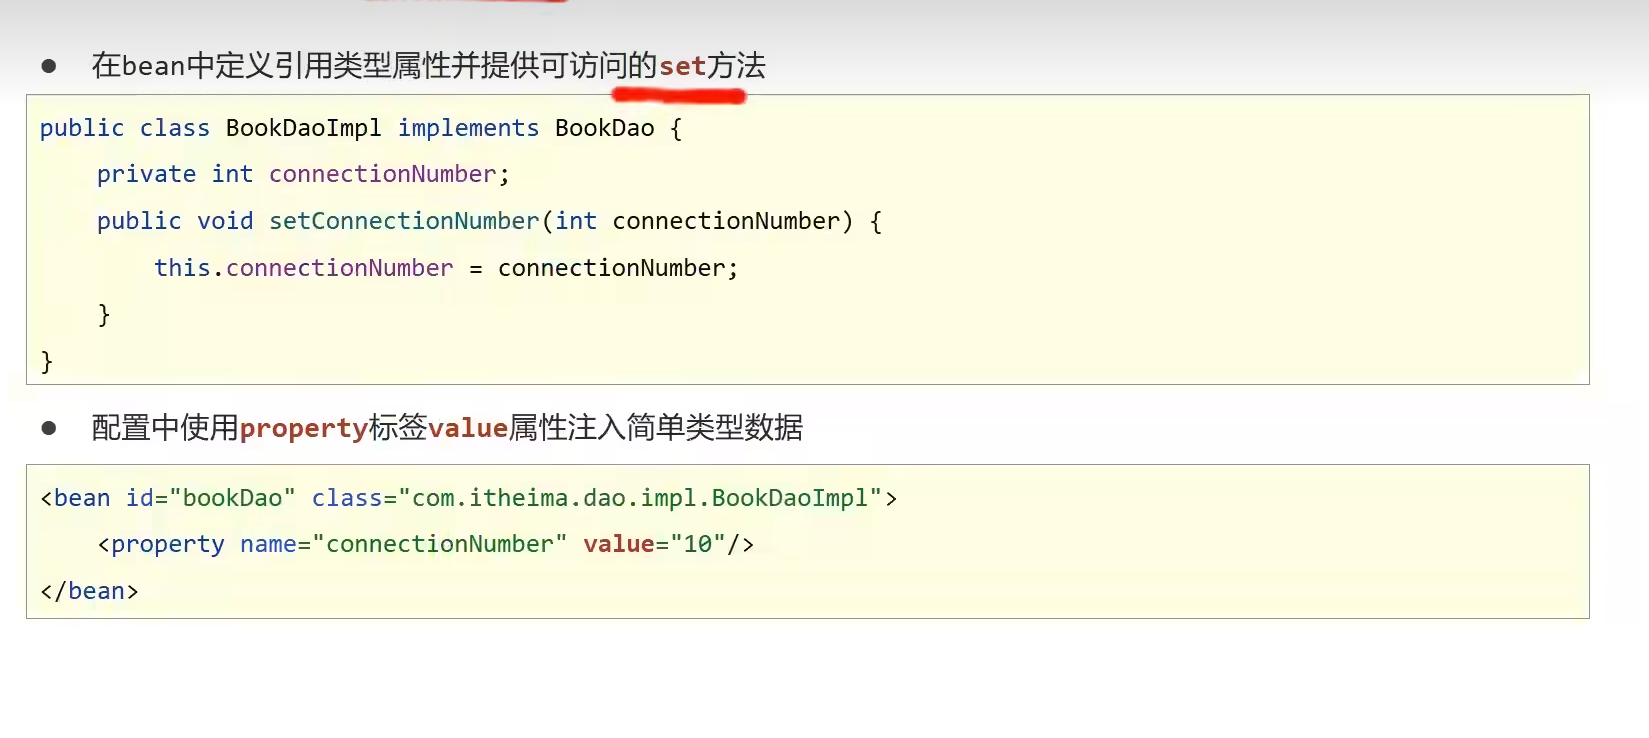 ● 在bean中定义引用类型属性并提供可访问的set方法
public class BookDaoImpl implements BookDao {
    private int connectionNumber;
    public void setConnectionNumber(int connectionNumber) {
        this.connectionNumber = connectionNumber;
    }
}
● 配置中使用property标签value属性注入简单类型数据
<bean id="bookDao" class="com.itheima.dao.impl.BookDaoImpl">
    <property name="connectionNumber" value="10"/>
</bean>